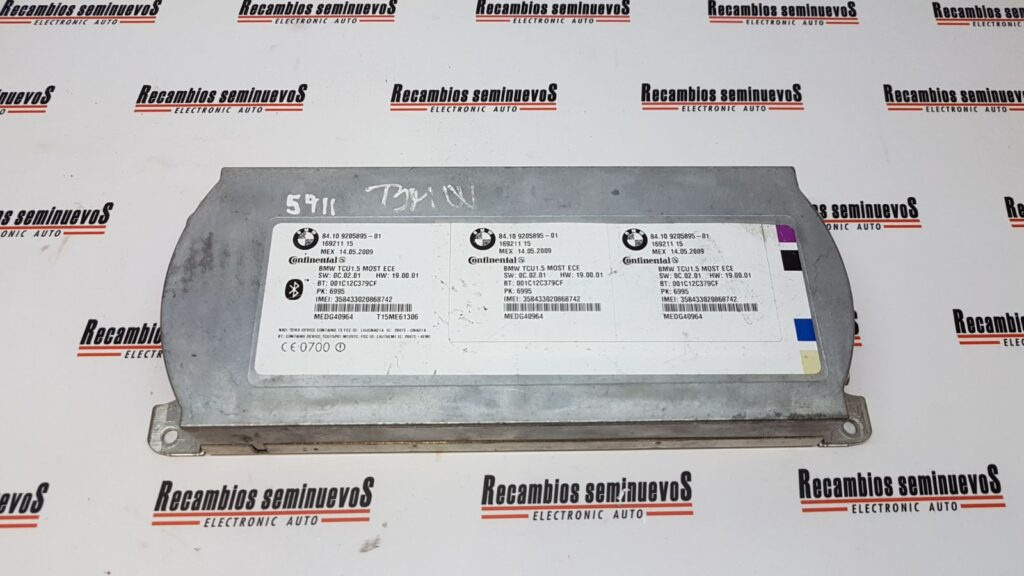 Recambios seminuevoS
ELECTRONIC AUTO
Recambios seminuevoS
ELECTRONIC AUTO
Recambios seminuevoS
ELECTRONIC AUTO
Recambios seminuevoS
ELECTRONIC AUTO
Recambios seminuevoS
ELECTRONIC AUTO
Recambios seminuevoS
ELECTRONIC AUTO
Recambios seminuevoS
ELECTRONIC AUTO
5911
BMW
84.10 9205895-01
169211 15
MEX 14.05.2009
Continental
BMW TCU1.5 MOST ECE
SW: 0C.02.01 HW: 19.00.01
BT: 001C12C379CF
PK: 6995
IMEI: 358433020868742
MEDG40964 T15ME61306
CE0700
BMW
84.10 9205895-01
169211 15
MEX 14.05.2009
Continental
BMW TCU1.5 MOST ECE
SW: 0C.02.01 HW: 19.00.01
BT: 001C12C379CF
PK: 6995
IMEI: 358433020868742
MEDG40964
BMW
84.10 9205895-01
169211 15
MEX 14.05.2009
Continental
BMW TCU1.5 MOST ECE
SW: 0C.02.01 HW: 19.00.01
BT: 001C12C379CF
PK: 6995
IMEI: 358433020868742
MEDG40964
Recambios
ELECTRONIC
Recambios seminuevoS
ELECTRONIC AUTO
Recambios seminuevoS
ELECTRONIC AUTO
Recambios seminuevoS
ELECTRONIC AUTO